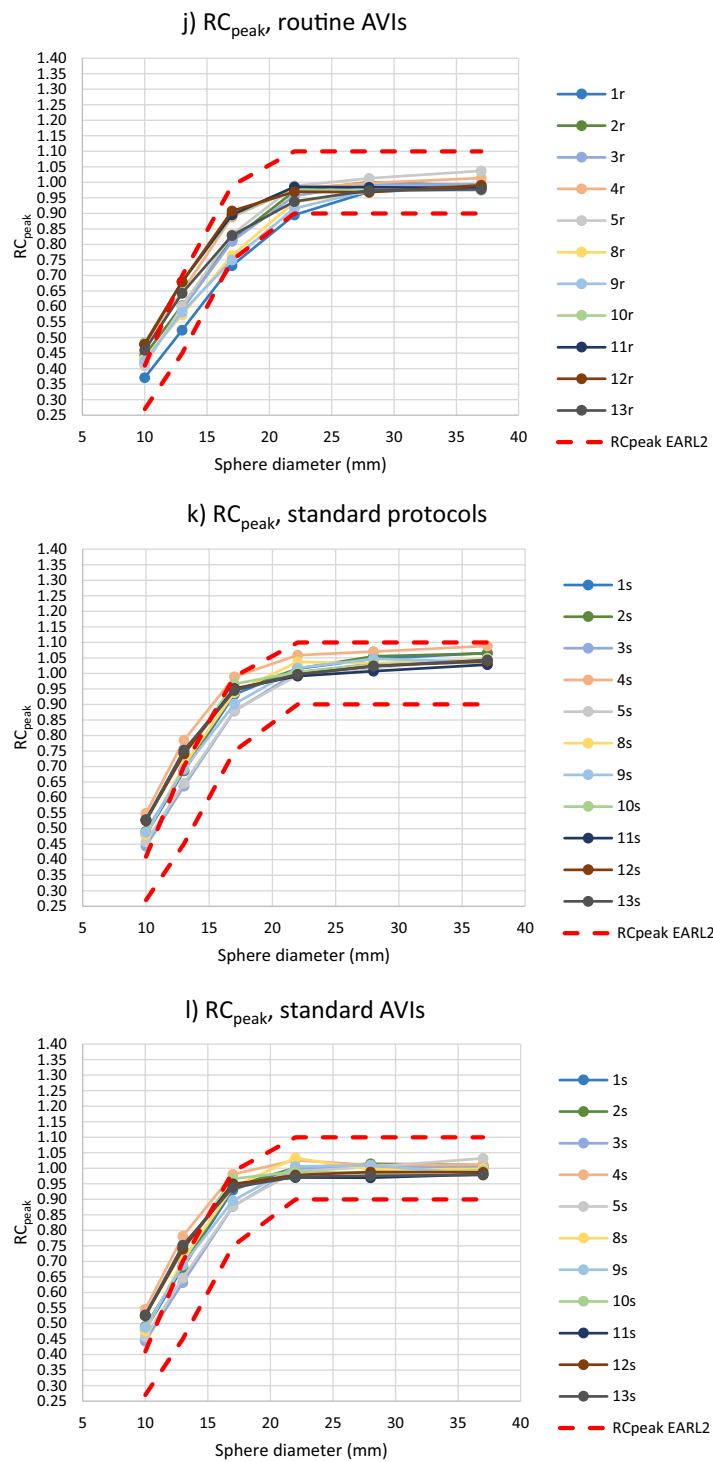 j) RCpeak, routine AVIs
1.40
1.35
1.30
1.25
1.20
1.15
1.10
1.05
1.00
0.95
0.90
0.85
0.80
0.75
0.70
0.65
0.60
0.55
0.50
0.45
0.40
0.35
0.30
0.25
RCpeak
5 10 15 20 25 30 35 40
Sphere diameter (mm)
1r
2r
3r
4r
5r
8r
9r
10r
11r
12r
13r
RCpeak EARL2
k) RCpeak, standard protocols
1.40
1.35
1.30
1.25
1.20
1.15
1.10
1.05
1.00
0.95
0.90
0.85
0.80
0.75
0.70
0.65
0.60
0.55
0.50
0.45
0.40
0.35
0.30
0.25
RCpeak
5 10 15 20 25 30 35 40
Sphere diameter (mm)
1s
2s
3s
4s
5s
8s
9s
10s
11s
12s
13s
RCpeak EARL2
l) RCpeak, standard AVIs
1.40
1.35
1.30
1.25
1.20
1.15
1.10
1.05
1.00
0.95
0.90
0.85
0.80
0.75
0.70
0.65
0.60
0.55
0.50
0.45
0.40
0.35
0.30
0.25
RCpeak
5 10 15 20 25 30 35 40
Sphere diameter (mm)
1s
2s
3s
4s
5s
8s
9s
10s
11s
12s
13s
RCpeak EARL2